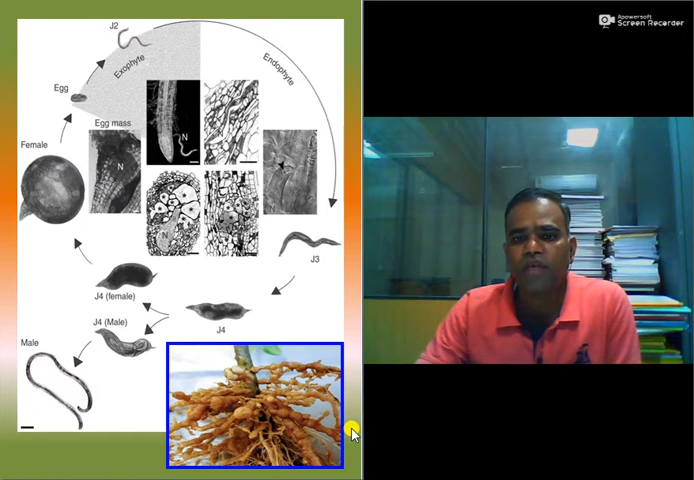 J2
Exophyte
Endophyte
Egg
Egg mass
N
N
Female
J3
J4 (female)
J4
J4 (Male)
Male
Apowersoft
Screen Recorder